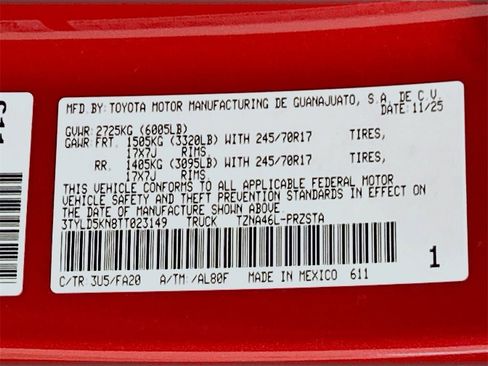 MFD.BY:TOYOTA MOTOR MANUFACTURING DE GUANAJUATO, S.A. DE C.V.
DATE:11/25
GVWR:2725KG (6005LB)
GAWR:FRT. 1505KG (3320LB) WITH 245/70R17 TIRES,
17X7J RIMS
RR. 1405KG (3095LB) WITH 245/70R17 TIRES,
17X7J RIMS
THIS VEHICLE CONFORMS TO ALL APPLICABLE FEDERAL MOTOR
VEHICLE SAFETY AND THEFT PREVENTION STANDARDS IN EFFECT ON THE
DATE OF MANUFACTURE SHOWN ABOVE.
3TYLD5KN8TT023149 TRUCK TZNA46L-PRZSTA
C/TR:3U5/FA20 A/TM:/AL80F MADE IN MEXICO 611
1